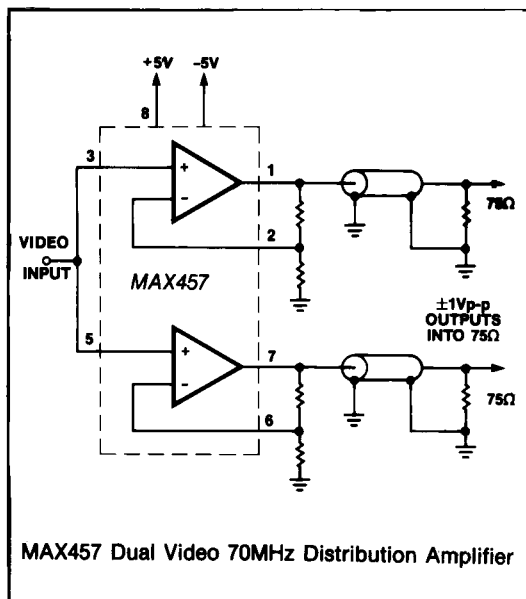 +5V
-5V
8
3
1
2
VIDEO
INPUT
MAX457
75Ω
±1Vp-p
OUTPUTS
INTO 75Ω
5
7
6
75Ω
MAX457 Dual Video 70MHz Distribution Amplifier